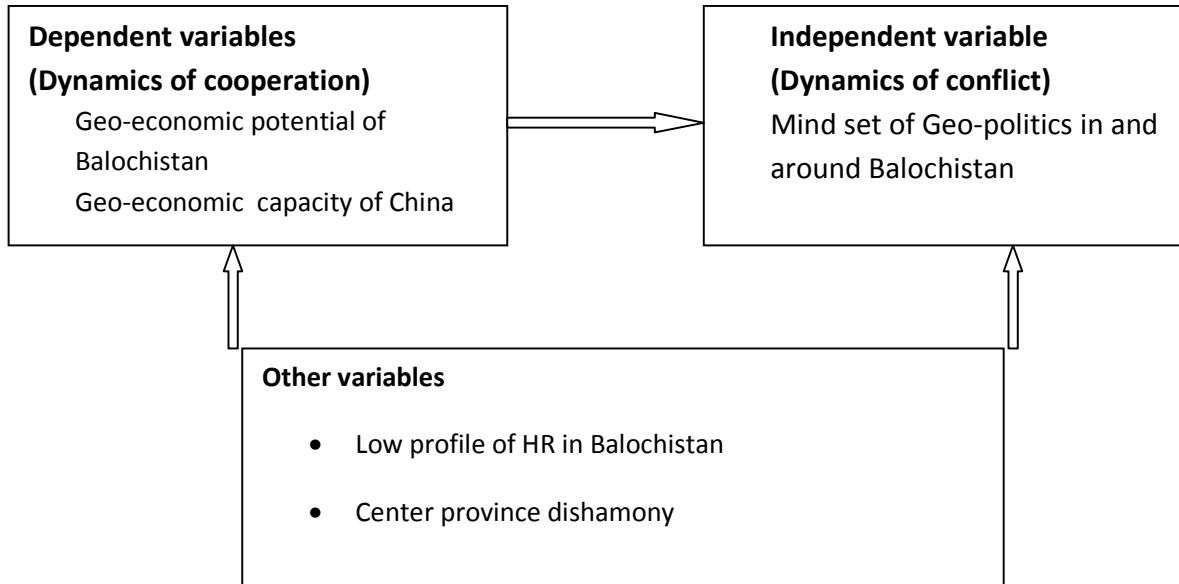 Dependent variables
(Dynamics of cooperation)
Geo-economic potential of
Balochistan
Geo-economic capacity of China
Independent variable
(Dynamics of conflict)
Mind set of Geo-politics in and
around Balochistan
Other variables
• Low profile of HR in Balochistan
• Center province dishamony